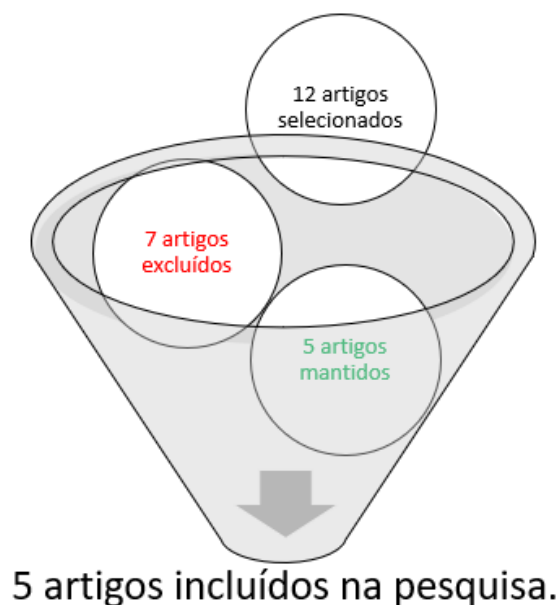 12 artigos
selecionados
7 artigos
excluídos
5 artigos
mantidos
5 artigos incluídos na pesquisa.